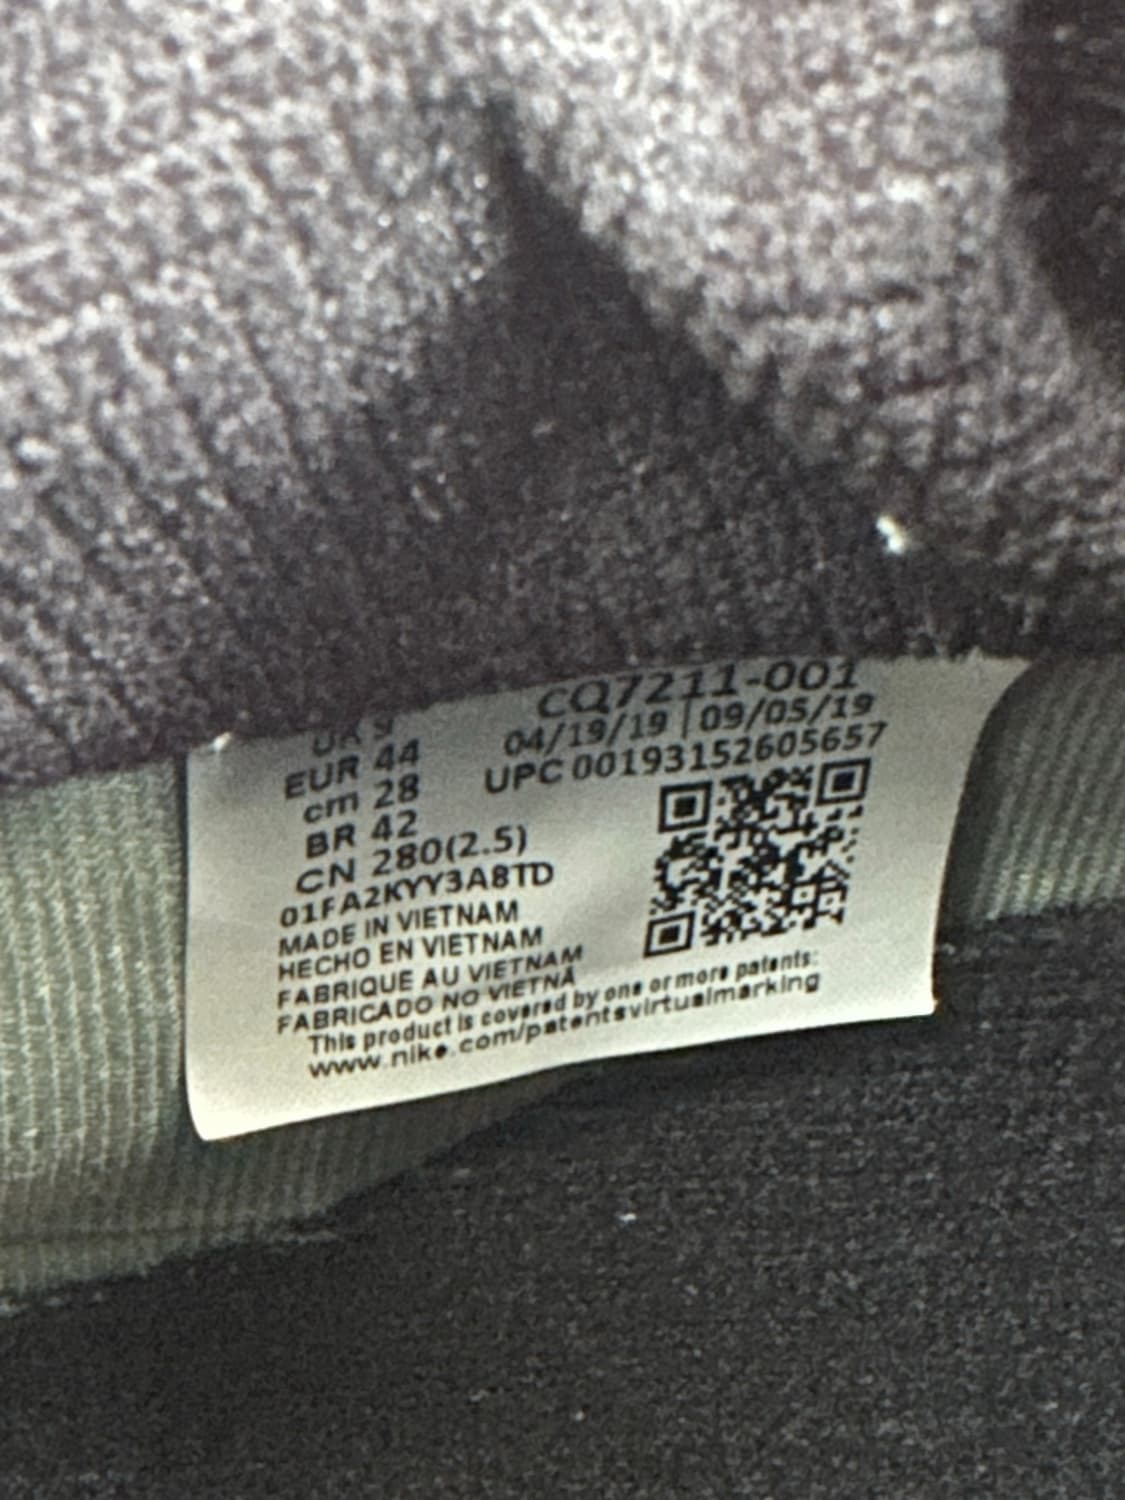 CQ7211-001
04/19/19 | 09/05/19
UPC 00193152605657
UK 9
EUR 44
cm 28
BR 42
CN 280(2.5)
01FA2KYY3A8TD
MADE IN VIETNAM
HECHO EN VIETNAM
FABRIQUE AU VIETNAM
FABRICADO NO VIETNÃ
This product is covered by one or more patents:
www.nike.com/patentsvirtualmarking